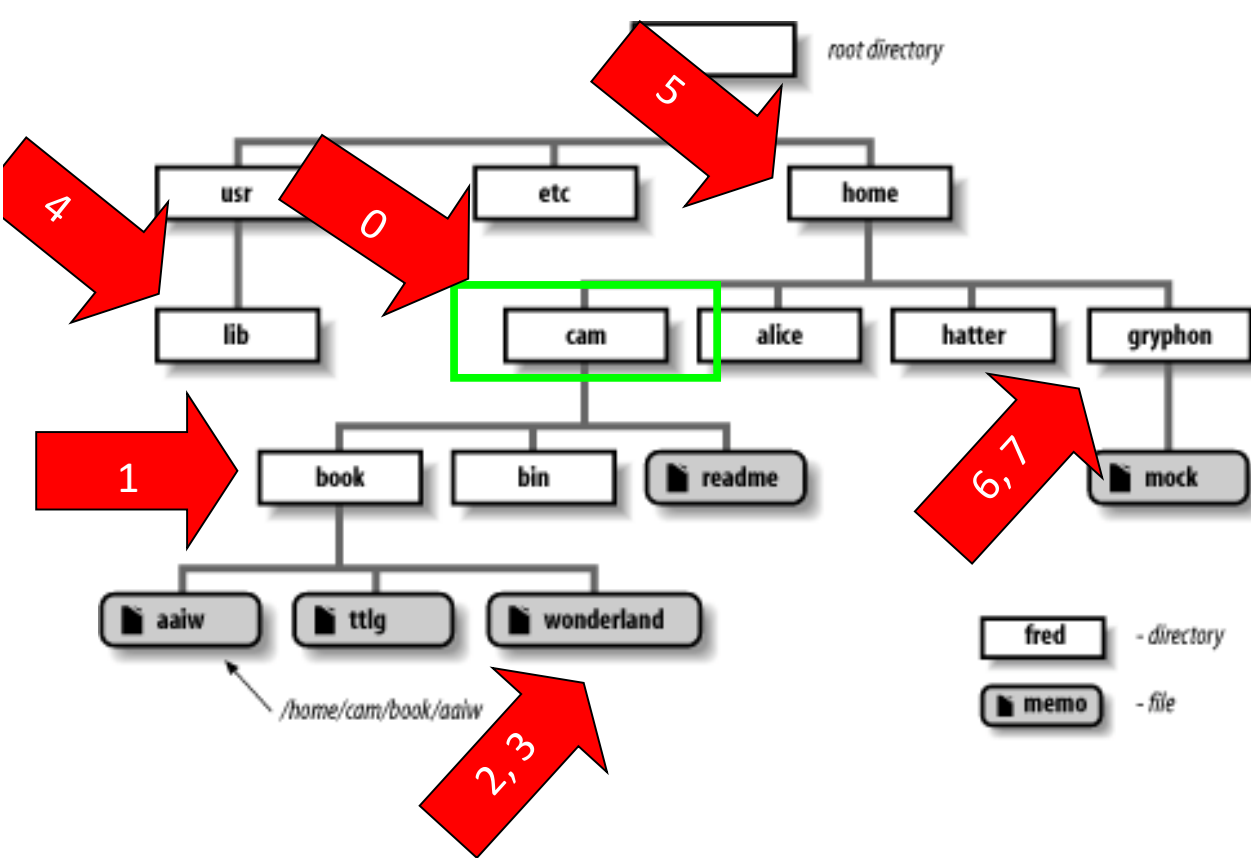 root directory
5
4
usr
etc
home
0
lib
cam
alice
hatter
gryphon
1
book
bin
readme
6, 7
mock
aaiw
ttlg
wonderland
fred
- directory
/home/cam/book/aaiw
memo
- file
2, 3